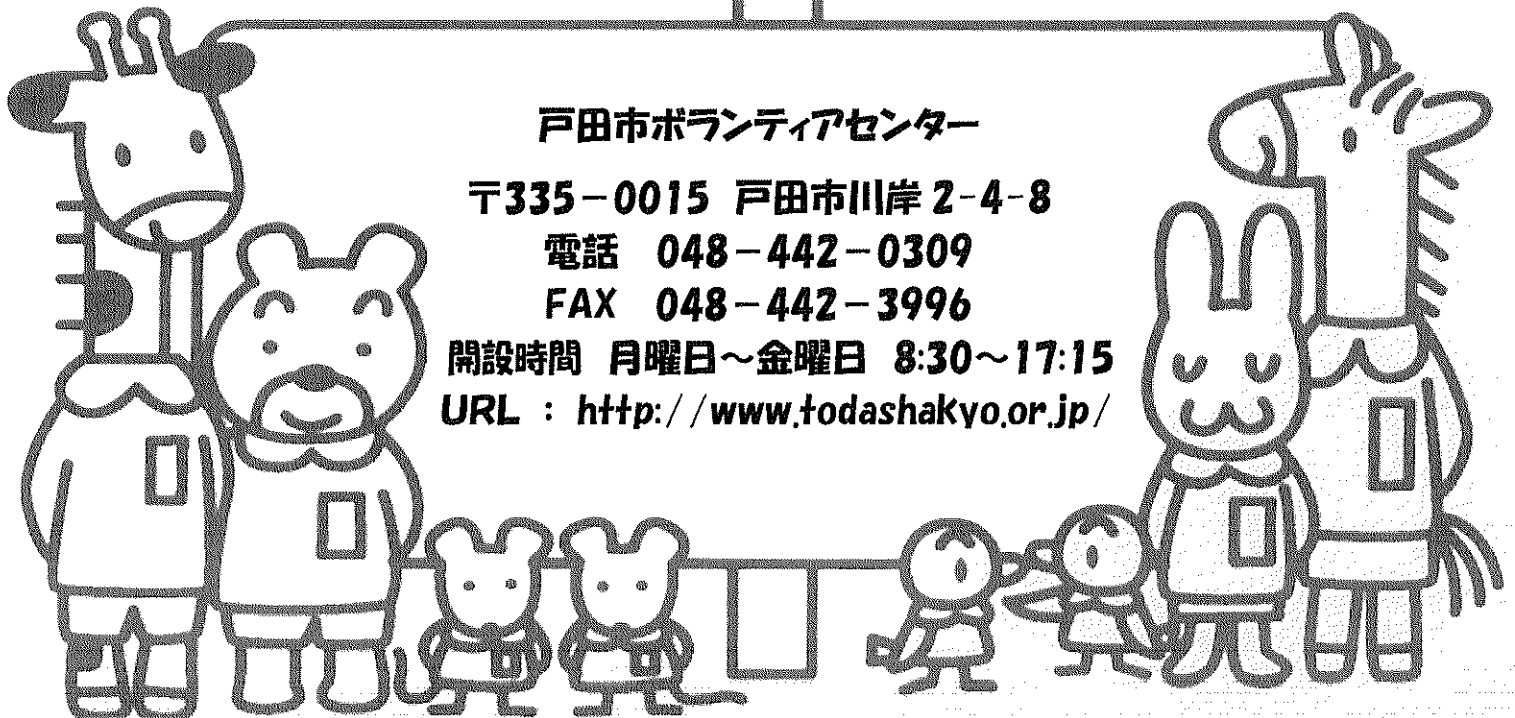 戸田市ボランティアセンター
〒335－0015 戸田市川岸 2-4-8
電話　048－442－0309
FAX　048－442－3996
開設時間　月曜日～金曜日　8:30～17:15
URL : http://www.todashakyo.or.jp/